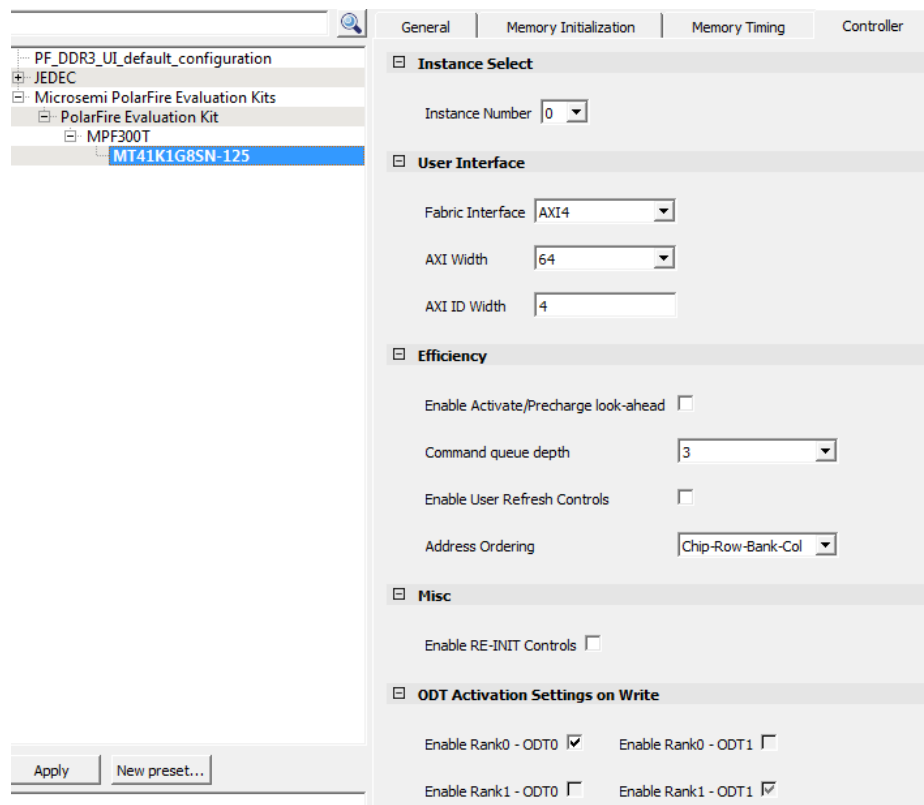 General Memory Initialization Memory Timing Controller
PF_DDR3_UI_default_configuration
JEDEC
Microsemi PolarFire Evaluation Kits
PolarFire Evaluation Kit
MPF300T
MT41K1G8SN-125
Apply New preset...
Instance Select
Instance Number 0
User Interface
Fabric Interface AXI4
AXI Width 64
AXI ID Width 4
Efficiency
Enable Activate/Precharge look-ahead
Command queue depth 3
Enable User Refresh Controls
Address Ordering Chip-Row-Bank-Col
Misc
Enable RE-INIT Controls
ODT Activation Settings on Write
Enable Rank0 - ODT0 Enable Rank0 - ODT1
Enable Rank1 - ODT0 Enable Rank1 - ODT1